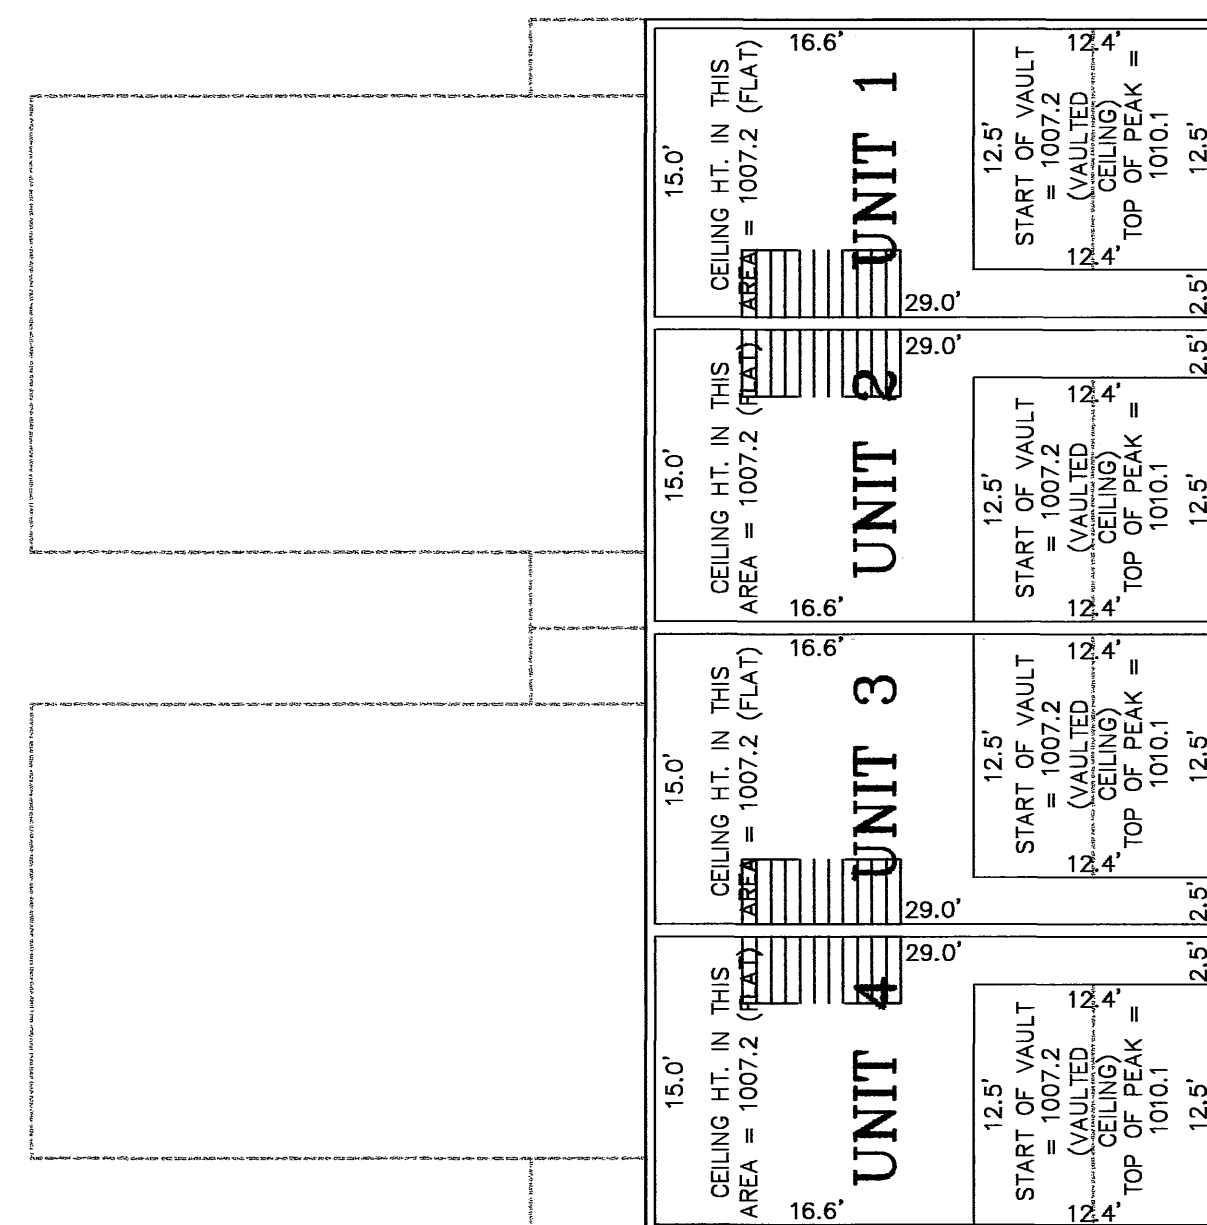 16.6'
15.0'
CEILING HT. IN THIS
AREA = 1007.2 (FLAT)
UNIT 1
29.0'
12.4'
12.5'
START OF VAULT
= 1007.2
(VAULTED
CEILING)
TOP OF PEAK =
1010.1
12.5'
12.4'
2.5'
29.0'
2.5'
15.0'
CEILING HT. IN THIS
AREA = 1007.2 (FLAT)
UNIT 2
16.6'
12.4'
12.5'
START OF VAULT
= 1007.2
(VAULTED
CEILING)
TOP OF PEAK =
1010.1
12.5'
12.4'
16.6'
15.0'
CEILING HT. IN THIS
AREA = 1007.2 (FLAT)
UNIT 3
29.0'
12.4'
12.5'
START OF VAULT
= 1007.2
(VAULTED
CEILING)
TOP OF PEAK =
1010.1
12.5'
12.4'
2.5'
29.0'
2.5'
15.0'
CEILING HT. IN THIS
AREA = 1007.2 (FLAT)
UNIT 4
16.6'
12.4'
12.5'
START OF VAULT
= 1007.2
(VAULTED
CEILING)
TOP OF PEAK =
1010.1
12.5'
12.4'